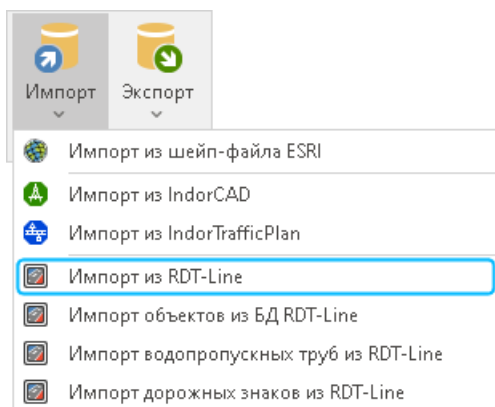 Импорт
Экспорт
Импорт из шейп-файла ESRI
Импорт из IndorCAD
Импорт из IndorTrafficPlan
Импорт из RDT-Line
Импорт объектов из БД RDT-Line
Импорт водопропускных труб из RDT-Line
Импорт дорожных знаков из RDT-Line